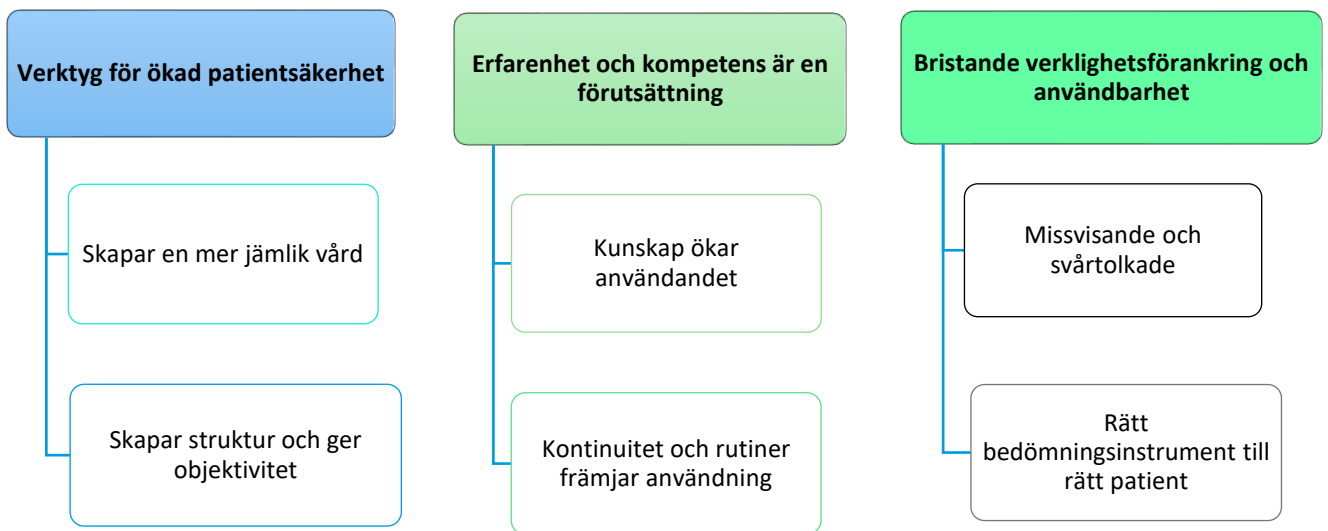 Verktyg för ökad patientsäkerhet
Skapar en mer jämlik vård
Skapar struktur och ger
objektivitet
Erfarenhet och kompetens är en
förutsättning
Kunskap ökar
användandet
Kontinuitet och rutiner
främjar användning
Bristande verklighetsförankring och
användbarhet
Missvisande och
svårtolkade
Rätt
bedömningsinstrument till
rätt patient